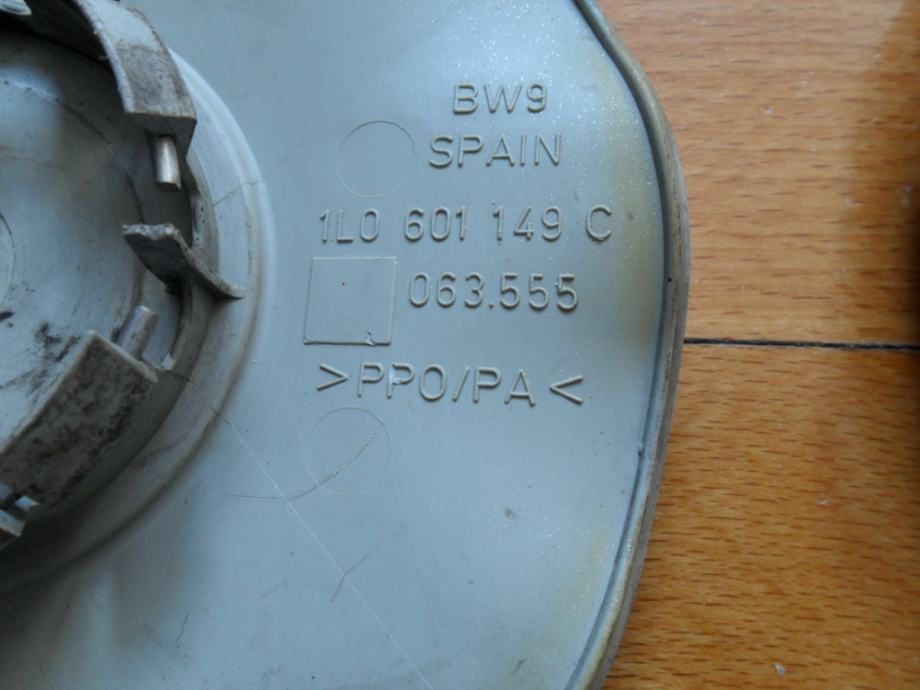 BW9
SPAIN
1L0 601 149 C
063.555
>PPO/PA<